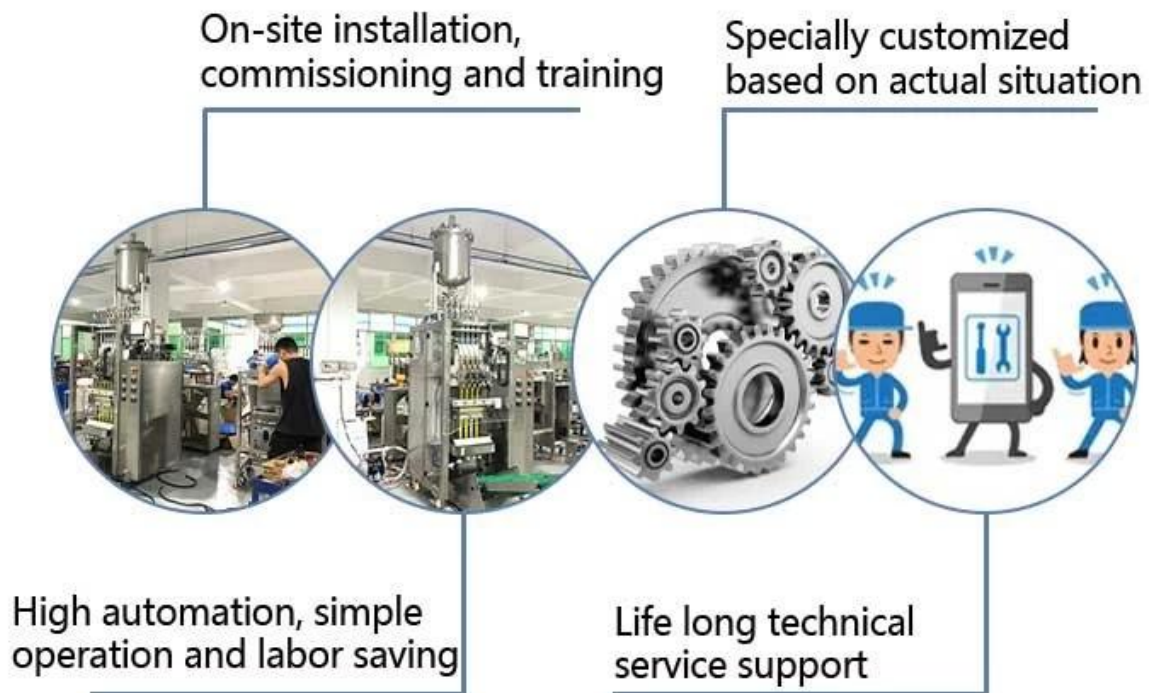 On-site installation,
commissioning and training
Specially customized
based on actual situation
High automation, simple
operation and labor saving
Life long technical
service support